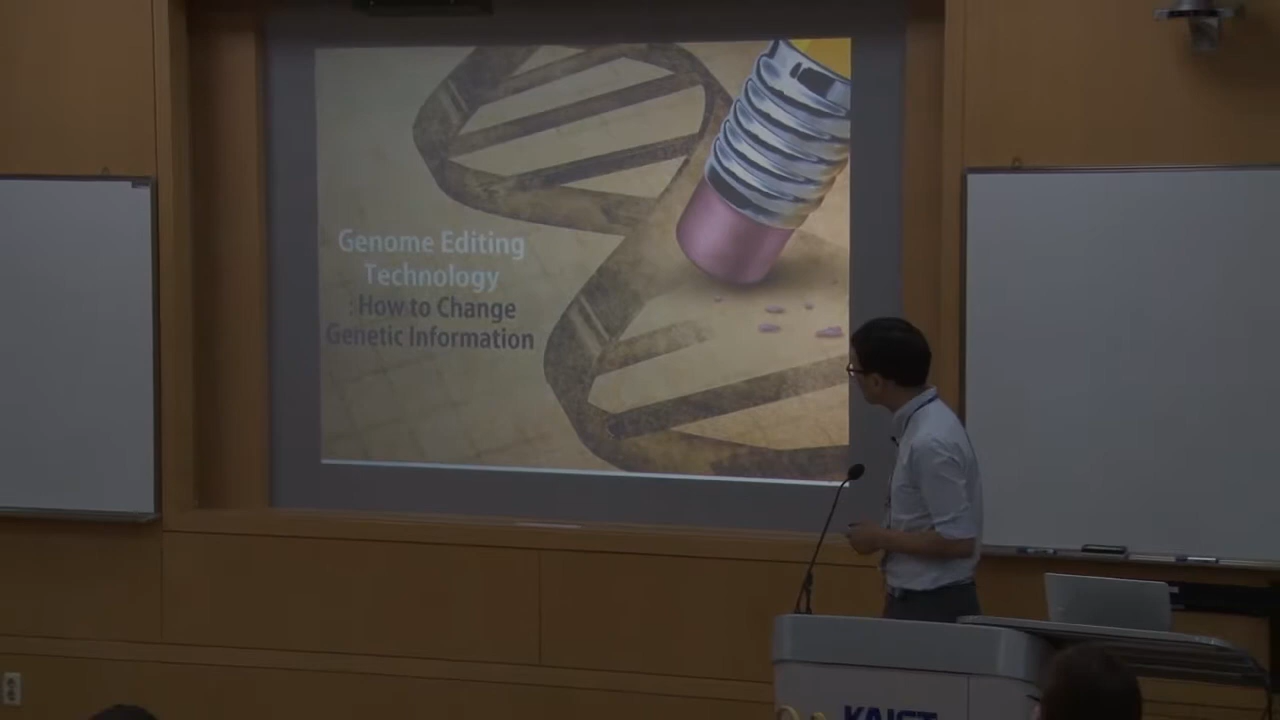 Genome Editing
Technology
: How to Change
Genetic Information
KAIST